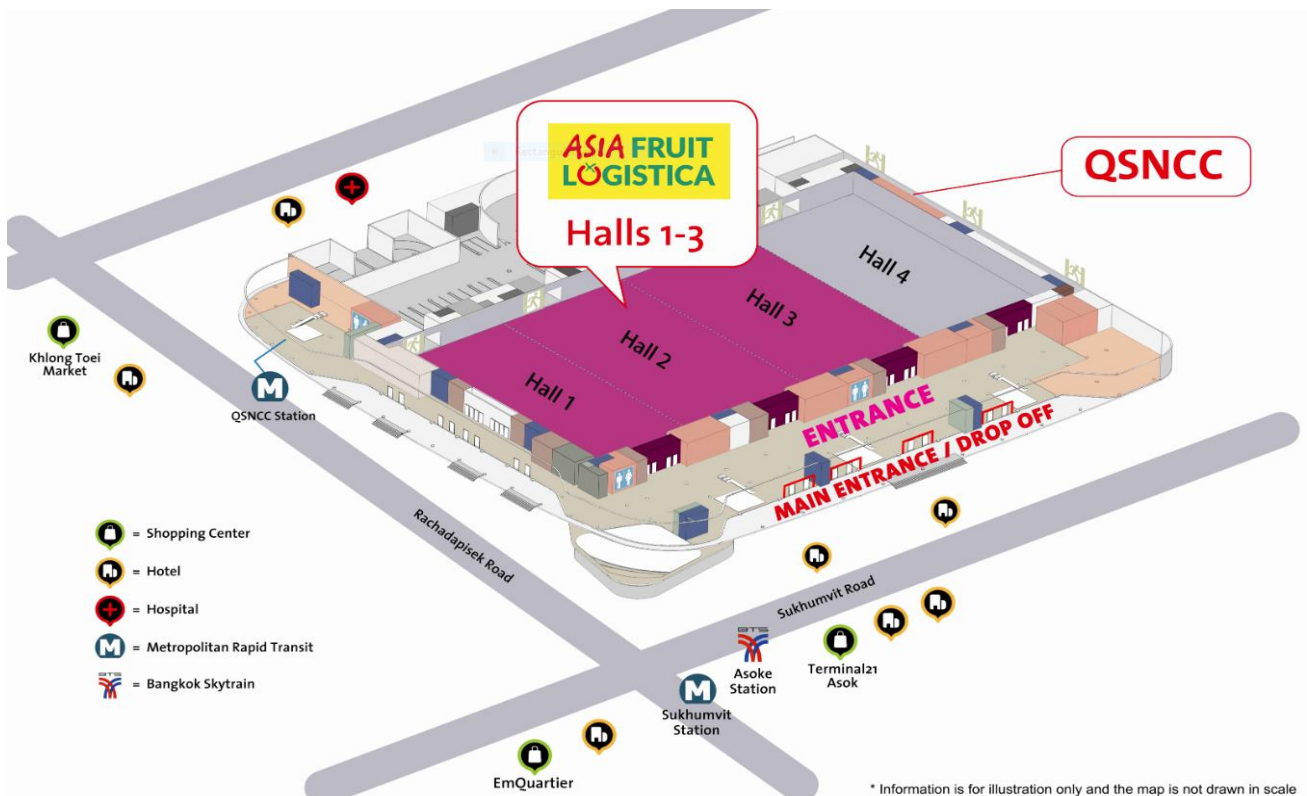 ASIA FRUIT
LOGISTICA
Halls 1-3
QSNCC
Hall 4
Hall 3
Hall 2
Hall 1
ENTRANCE
MAIN ENTRANCE / DROP OFF
Khlong Toei
Market
M
QSNCC Station
Rachadapisek Road
Sukhumvit Road
= Shopping Center
= Hotel
= Hospital
M = Metropolitan Rapid Transit
BTS = Bangkok Skytrain
BTS
Asoke
Station
Terminal21
Asok
M
Sukhumvit
Station
EmQuartier
* Information is for illustration only and the map is not drawn in scale